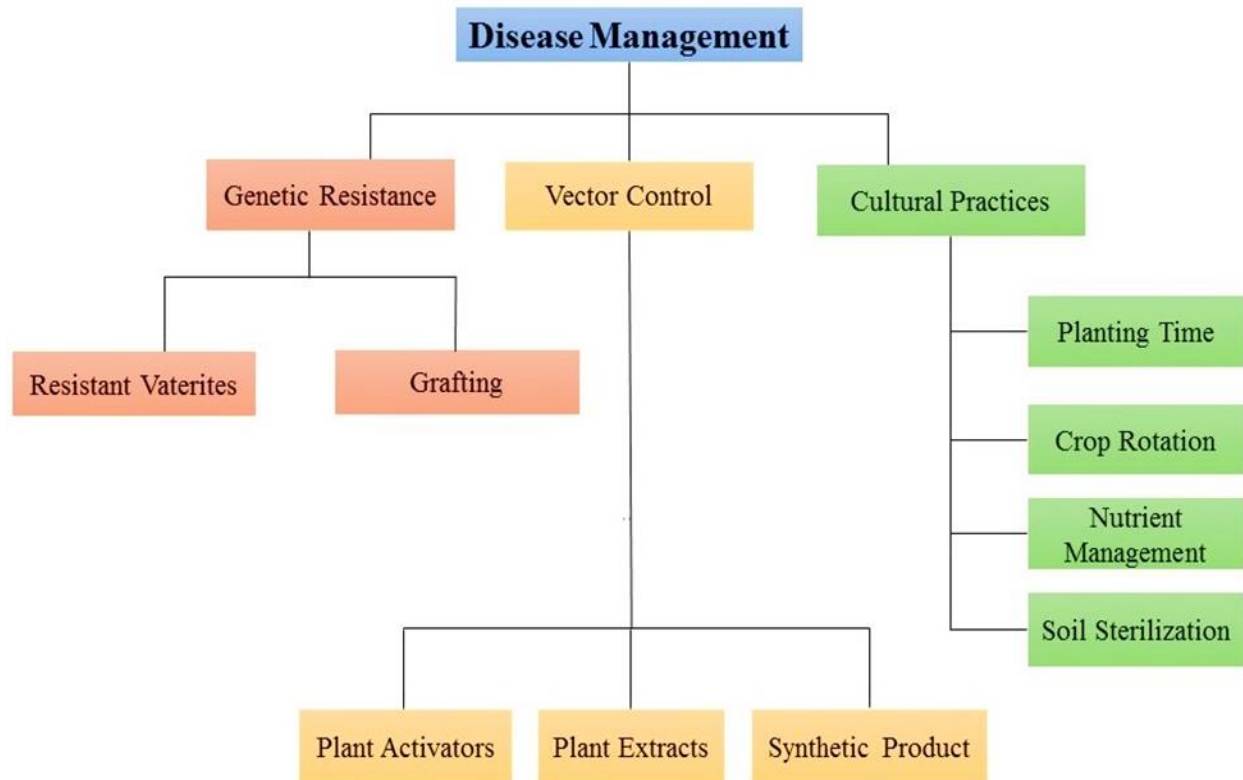 Disease Management
Genetic Resistance
Vector Control
Cultural Practices
Planting Time
Resistant Vaterites
Grafting
Crop Rotation
Nutrient
Management
Soil Sterilization
Plant Activators
Plant Extracts
Synthetic Product